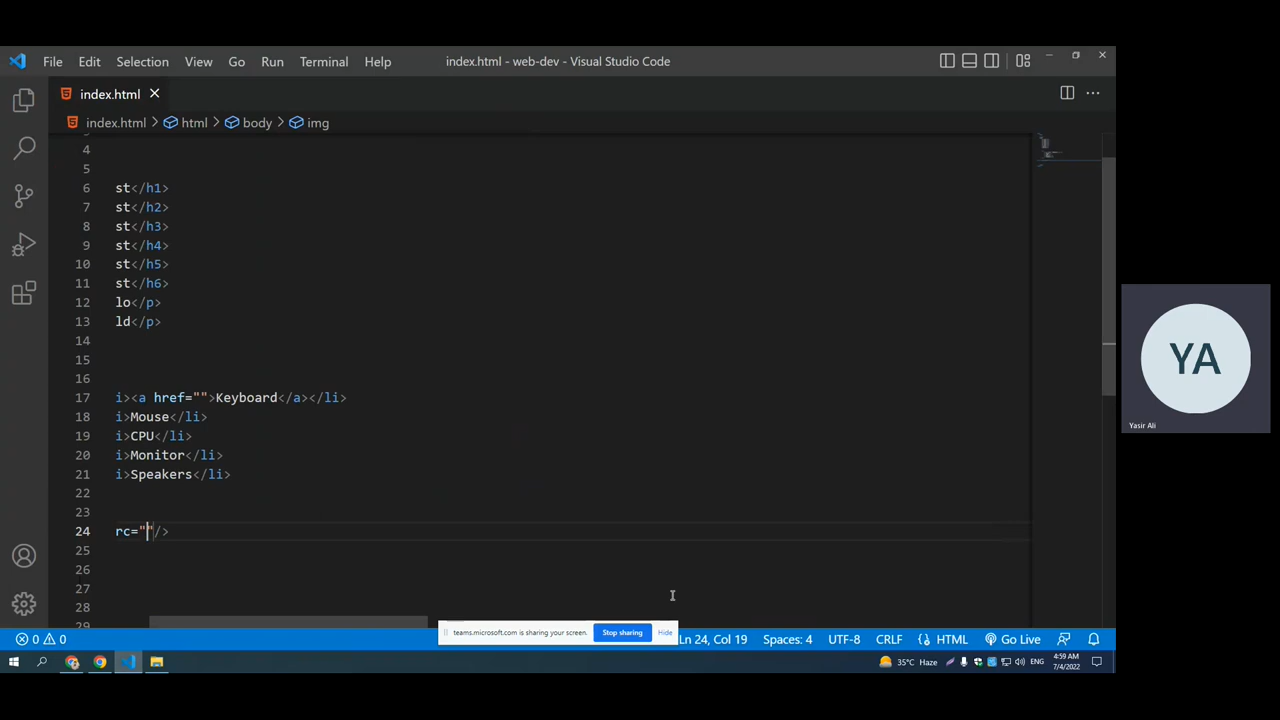 File Edit Selection View Go Run Terminal Help index.html - web-dev - Visual Studio Code
index.html
index.html > html > body > img
4
5
6 st</h1>
7 st</h2>
8 st</h3>
9 st</h4>
10 st</h5>
11 st</h6>
12 lo</p>
13 ld</p>
14
15
16
17 i><a href="">Keyboard</a></li>
18 i>Mouse</li>
19 i>CPU</li>
20 i>Monitor</li>
21 i>Speakers</li>
22
23
24 rc=""/>
25
26
27
28
29
YA
Yasir Ali
teams.microsoft.com is sharing your screen. Stop sharing Hide
0 0 Ln 24, Col 19 Spaces: 4 UTF-8 CRLF HTML Go Live
35°C Haze ENG 4:59 AM
7/4/2022